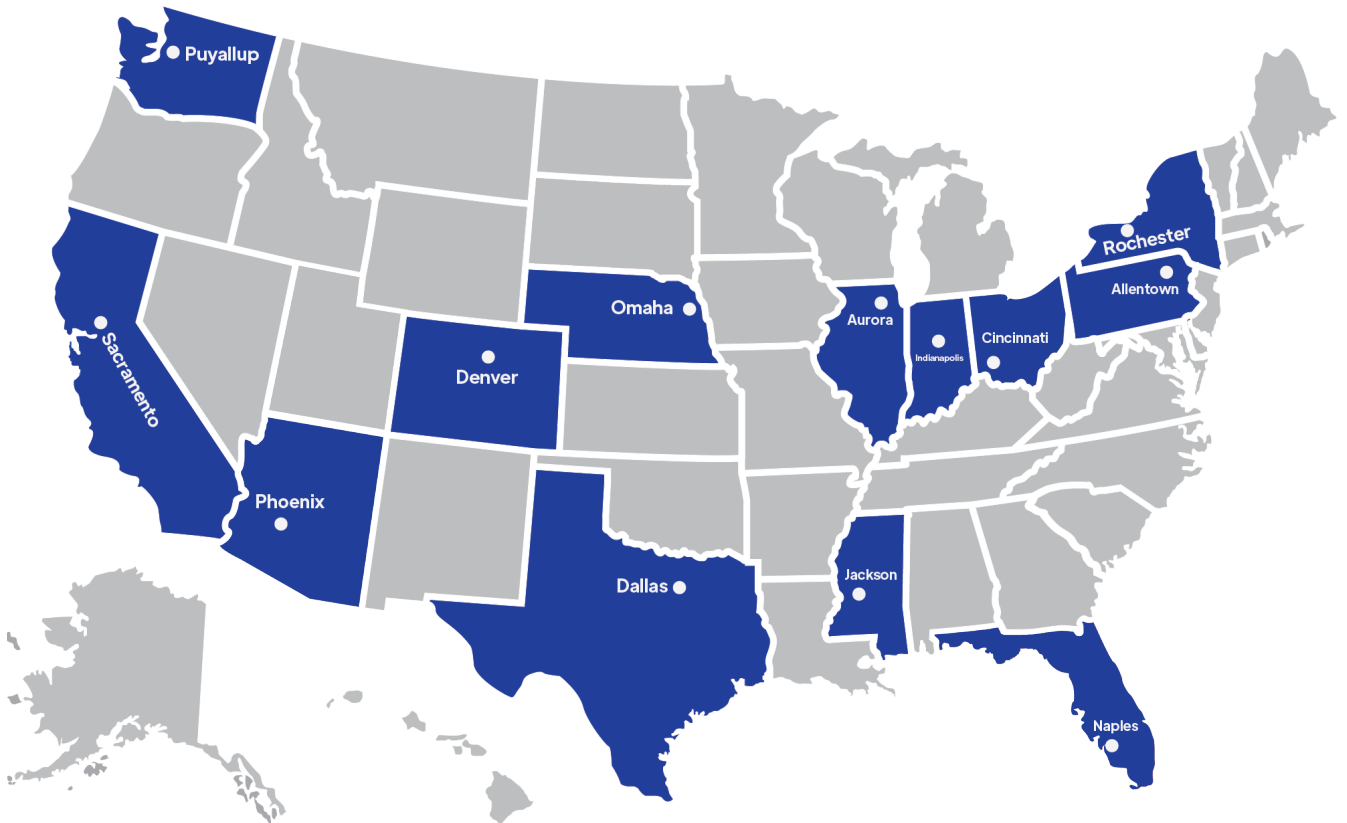 Puyallup
Rochester
Allentown
Omaha
Aurora
Cincinnati
Indianapolis
Sacramento
Denver
Phoenix
Jackson
Dallas
Naples